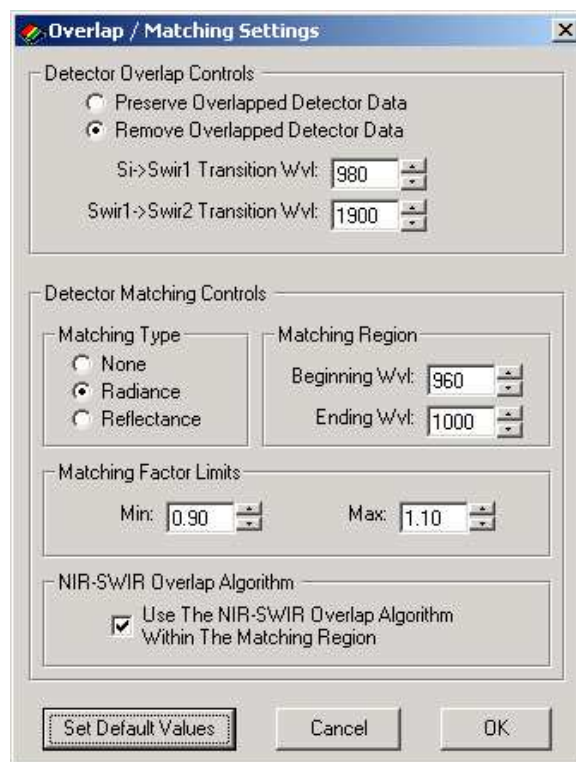 Overlap / Matching Settings
Detector Overlap Controls
Preserve Overlapped Detector Data
Remove Overlapped Detector Data
Si->Swir1 Transition Wvl: 980
Swir1->Swir2 Transition Wvl: 1900
Detector Matching Controls
Matching Type
None
Radiance
Reflectance
Matching Region
Beginning Wvl: 960
Ending Wvl: 1000
Matching Factor Limits
Min: 0.90 Max: 1.10
NIR-SWIR Overlap Algorithm
Use The NIR-SWIR Overlap Algorithm
Within The Matching Region
Set Default Values Cancel OK